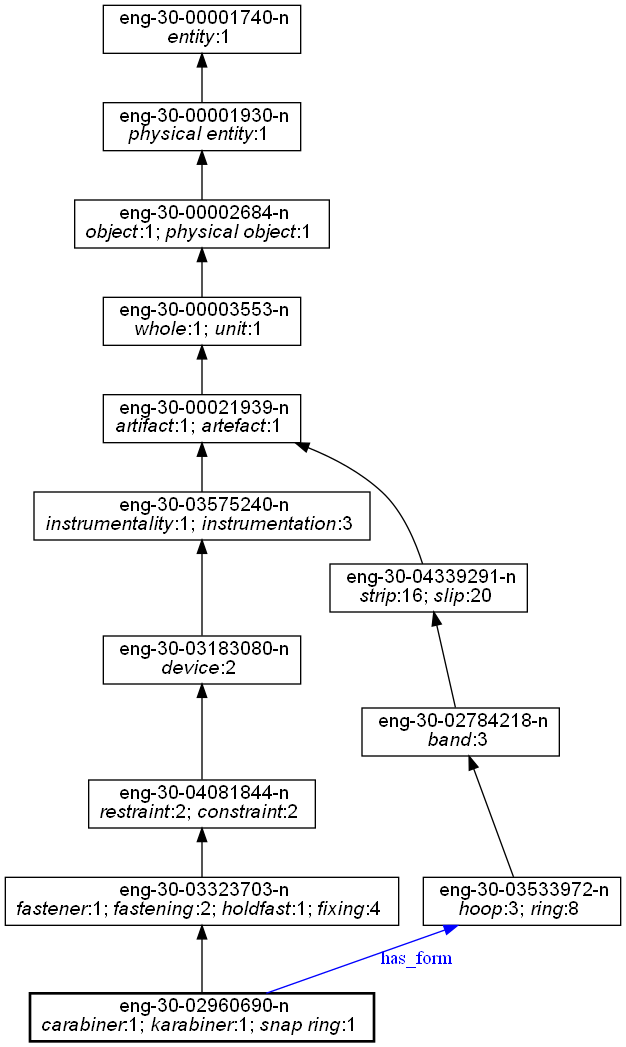 eng-30-00001740-n
entity:1
eng-30-00001930-n
physical entity:1
eng-30-00002684-n
object:1; physical object:1
eng-30-00003553-n
whole:1; unit:1
eng-30-00021939-n
artifact:1; artefact:1
eng-30-03575240-n
instrumentality:1; instrumentation:3
eng-30-04339291-n
strip:16; slip:20
eng-30-03183080-n
device:2
eng-30-02784218-n
band:3
eng-30-04081844-n
restraint:2; constraint:2
eng-30-03323703-n
fastener:1; fastening:2; holdfast:1; fixing:4
eng-30-03533972-n
hoop:3; ring:8
has_form
eng-30-02960690-n
carabiner:1; karabiner:1; snap ring:1